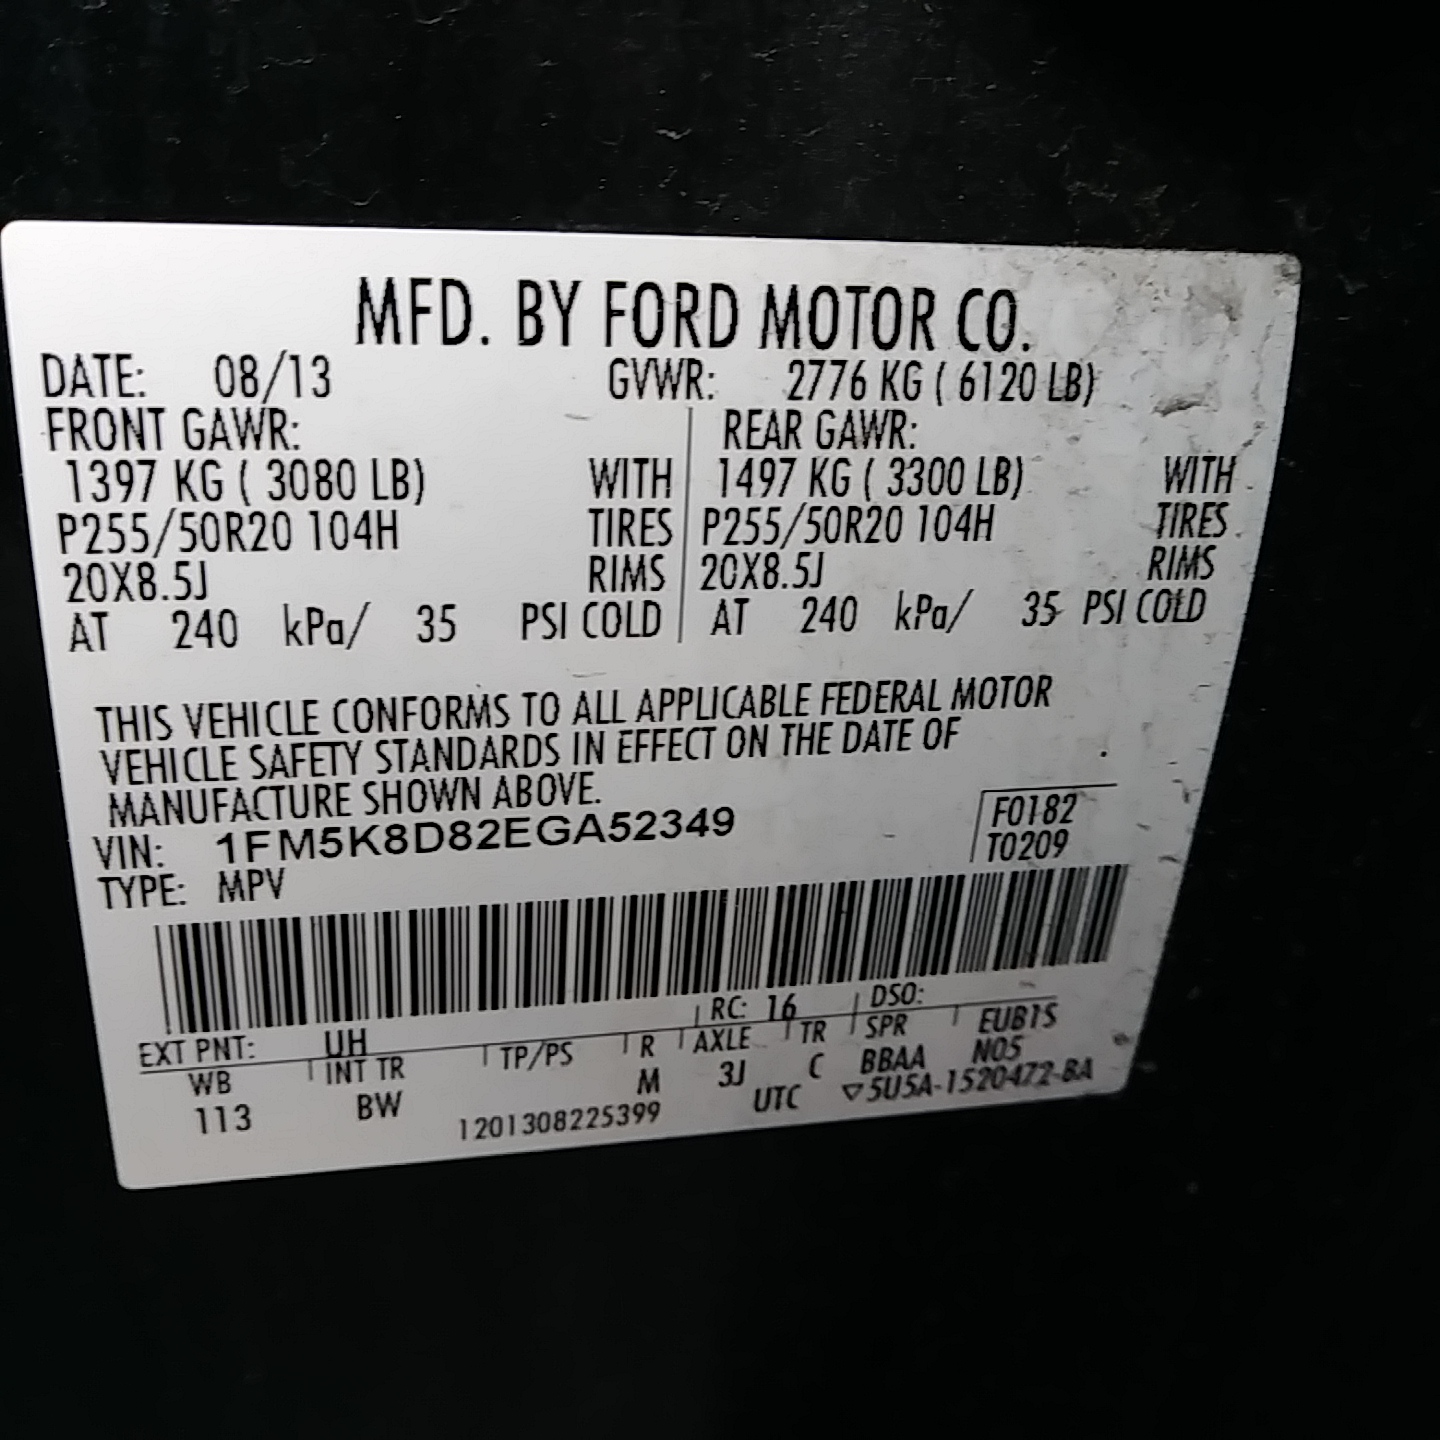 MFD. BY FORD MOTOR CO.
DATE: 08/13 GVWR: 2776 KG ( 6120 LB)
FRONT GAWR: REAR GAWR:
1397 KG ( 3080 LB) WITH 1497 KG ( 3300 LB) WITH
P255/50R20 104H TIRES P255/50R20 104H TIRES
20X8.5J RIMS 20X8.5J RIMS
AT 240 kPa/ 35 PSI COLD AT 240 kPa/ 35 PSI COLD
THIS VEHICLE CONFORMS TO ALL APPLICABLE FEDERAL MOTOR
VEHICLE SAFETY STANDARDS IN EFFECT ON THE DATE OF
MANUFACTURE SHOWN ABOVE.
VIN: 1FM5K8D82EGA52349 F0182
TYPE: MPV T0209
EXT PNT: UH RC: 16 DSO:
WB INT TR TP/PS R AXLE TR SPR EUB1S
113 BW M 3J C BBAA N05
1201308225399 UTC ▽5U5A-1520472-BA